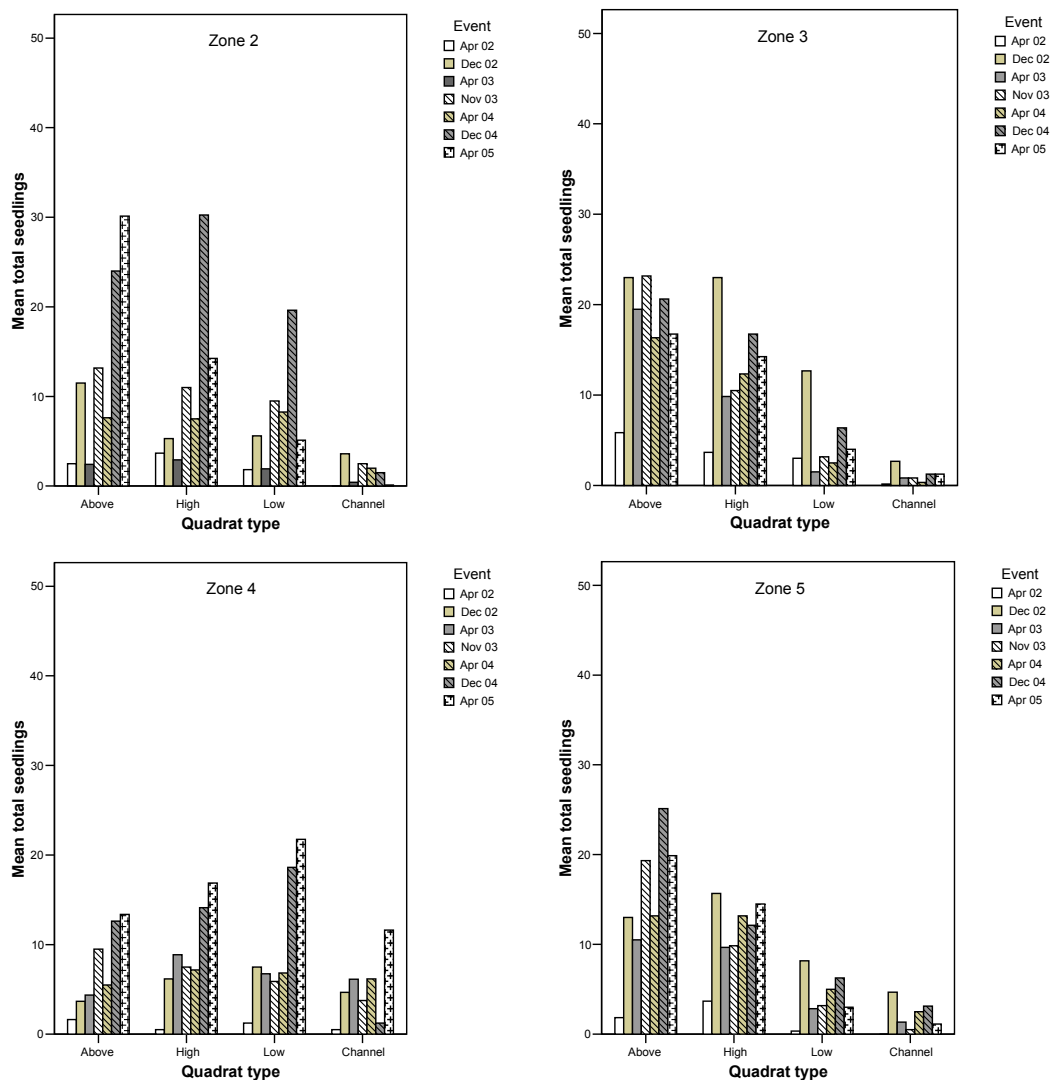 Zone 2
Mean total seedlings
50
40
30
20
10
0
Above High Low Channel
Quadrat type
Event
Apr 02
Dec 02
Apr 03
Nov 03
Apr 04
Dec 04
Apr 05
Zone 3
Mean total seedlings
50
40
30
20
10
0
Above High Low Channel
Quadrat type
Event
Apr 02
Dec 02
Apr 03
Nov 03
Apr 04
Dec 04
Apr 05
Zone 4
Mean total seedlings
50
40
30
20
10
0
Above High Low Channel
Quadrat type
Event
Apr 02
Dec 02
Apr 03
Nov 03
Apr 04
Dec 04
Apr 05
Zone 5
Mean total seedlings
50
40
30
20
10
0
Above High Low Channel
Quadrat type
Event
Apr 02
Dec 02
Apr 03
Nov 03
Apr 04
Dec 04
Apr 05